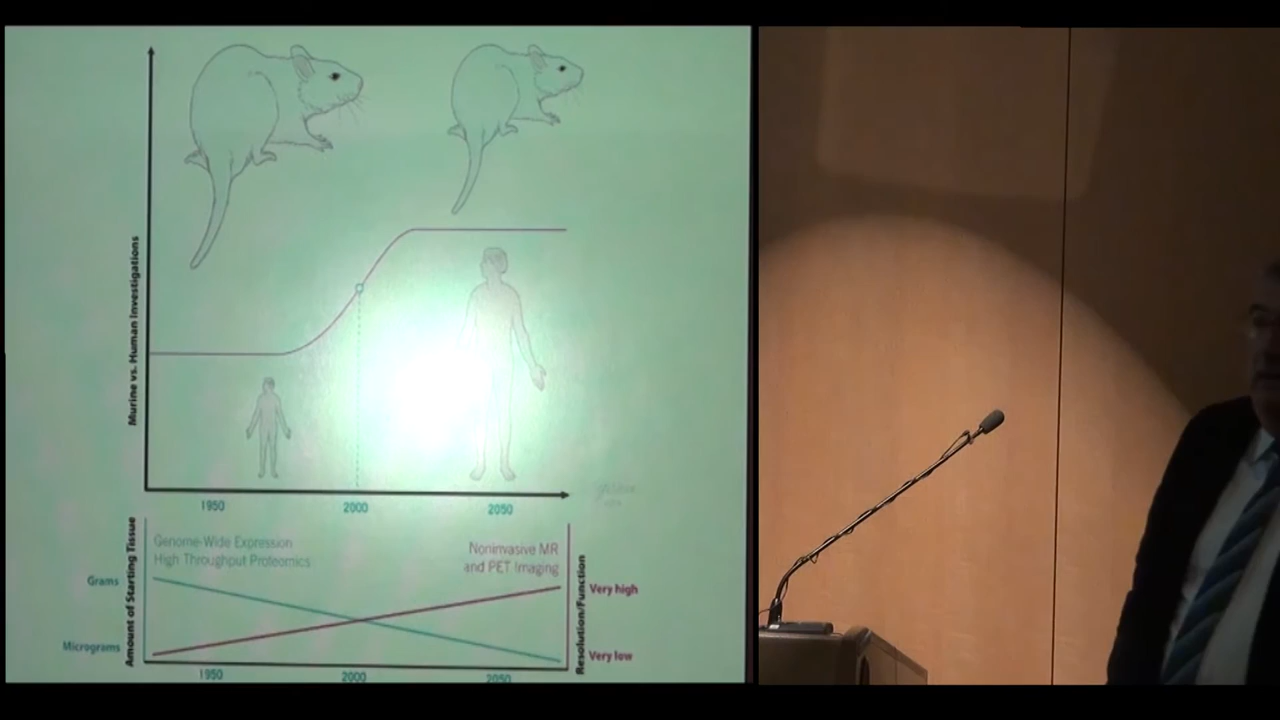 Murine vs. Human Investigations
1950
2000
2050
Amount of Starting Tissue
Genome-Wide Expression
High Throughput Proteomics
Noninvasive MR
and PET Imaging
Grams
Micrograms
Resolution/Function
Very high
Very low
1950
2000
2050